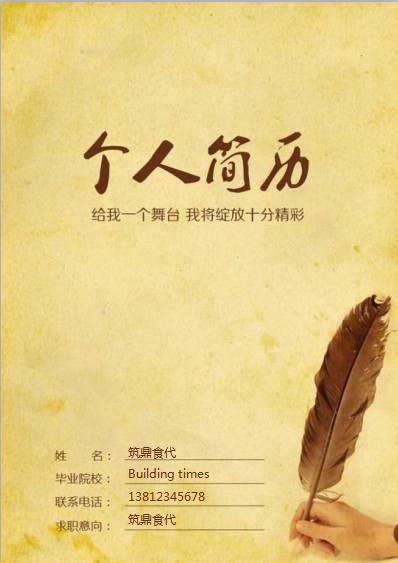 个人简历
给我一个舞台 我将绽放十分精彩
姓 名： 筑鼎食代
毕业院校： Building times
联系电话： 13812345678
求职意向： 筑鼎食代